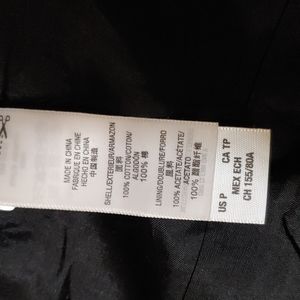 MADE IN CHINA
FABRIQUE EN CHINE
HECHO EN CHINA
中国制造
SHELL/EXTERIEUR/ARMAZON
面料
100% COTTON/COTON/
ALGODÓN
100% 棉
LINING/DOUBLURE/FORRO
里料
100% ACETATE/ACETATE/
ACETATO
100% 醋酯纤维
US P
CA TP
MEX ECH
CH 155/80A